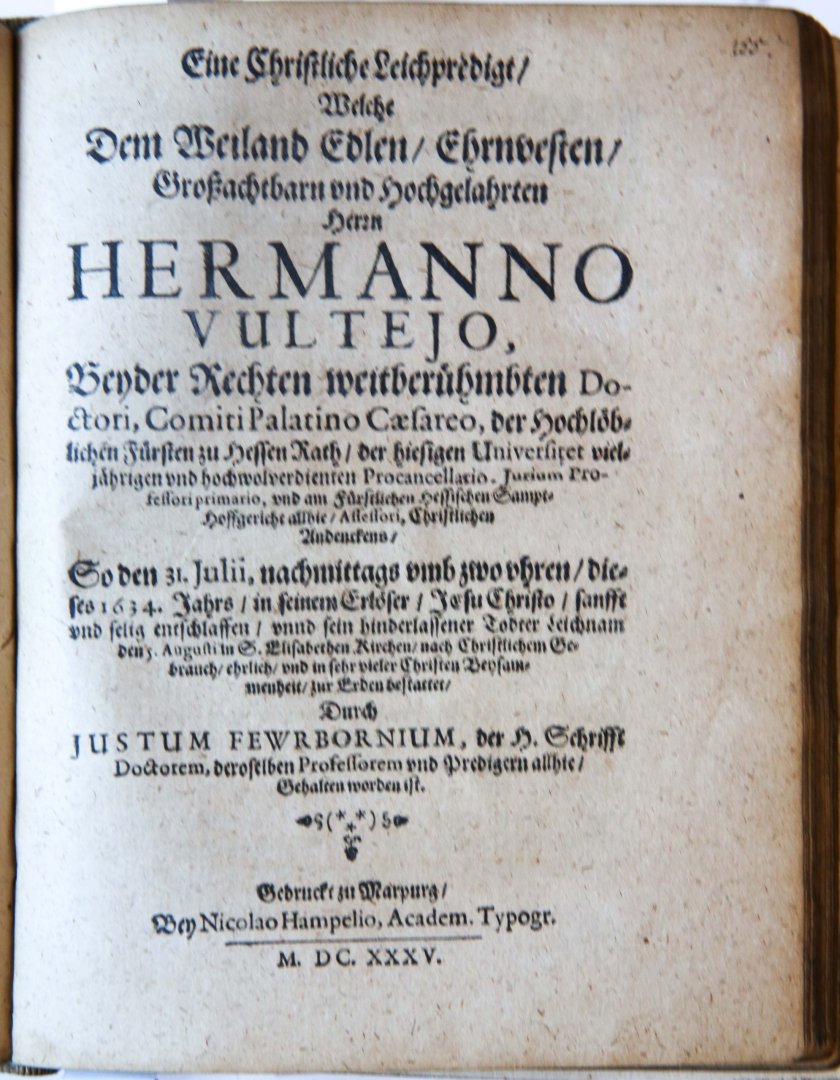 155.
Eine Christliche Leichpredigt/
Welche
Dem Weiland Edlen/ Ehrnvesten/
Großachtbarn vnd Hochgelahrten
Herrn
HERMANNO
VULTEJO,
Beyder Rechten weitberühmbten Do-
ctori, Comiti Palatino Cæsareo, der Hochlöb-
lichen Fürsten zu Hessen Rath/ der hiesigen Universitet viel-
jährigen vnd hochwolverdienten Procancellario. Jurium Pro-
fessori primario, vnd am Fürstlichen Hessischen Sampt-
Hoffgericht allhie/ Assessori, Christlichen
Andenckens/
So den 31. Julii, nachmittags vmb zwo vhren/ die-
ses 1634. Jahrs/ in seinem Erlöser/ Jesu Christo/ sanfft
vnd selig entschlaffen/ vnnd sein hinderlassener Todter Leichnam
den 5. Augusti in S. Elisabethen Kirchen/ nach Christlichem Ge-
brauch/ ehrlich/ vnd in sehr vieler Christen Beysam-
menheit/ zur Erden bestattet/
Durch
JUSTUM FEWRBORNIUM, der H. Schrifft
Doctorem, deroselben Professorem vnd Predigern allhie/
Gehalten worden ist.
Gedruckt zu Marpurg/
Bey Nicolao Hampelio, Academ. Typogr.
M. DC. XXXV.